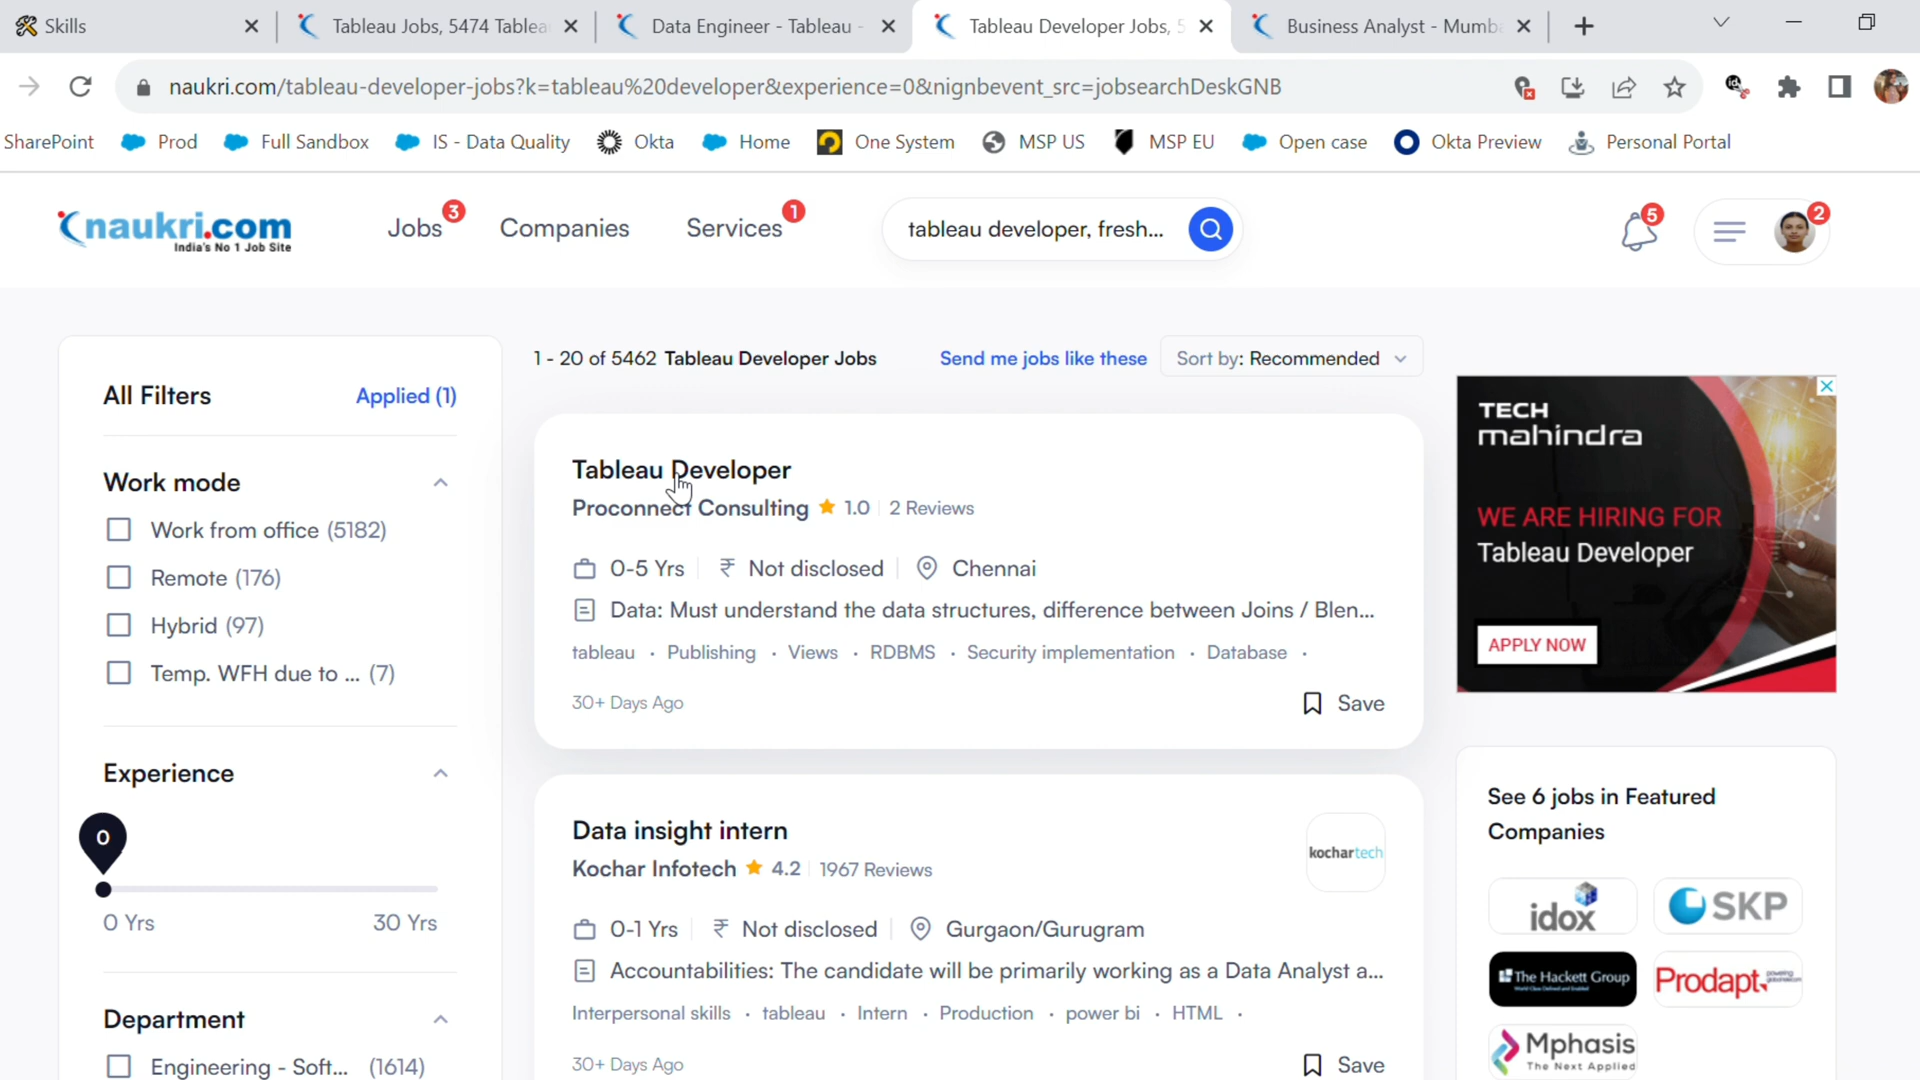 Skills
Tableau Jobs, 5474 Tablea
Data Engineer - Tableau -
Tableau Developer Jobs, 5
Business Analyst - Mumb
naukri.com/tableau-developer-jobs?k=tableau%20developer&experience=0&nignbevent_src=jobsearchDeskGNB
SharePoint
Prod
Full Sandbox
IS - Data Quality
Okta
Home
One System
MSP US
MSP EU
Open case
Okta Preview
Personal Portal
naukri.com
India's No 1 Job Site
Jobs 3
Companies
Services 1
tableau developer, fresh...
5
2
All Filters
Applied (1)
Work mode
Work from office (5182)
Remote (176)
Hybrid (97)
Temp. WFH due to ... (7)
Experience
0
0 Yrs
30 Yrs
Department
Engineering - Soft... (1614)
1 - 20 of 5462 Tableau Developer Jobs
Send me jobs like these
Sort by: Recommended
Tableau Developer
Proconnect Consulting 1.0 2 Reviews
0-5 Yrs ₹ Not disclosed Chennai
Data: Must understand the data structures, difference between Joins / Blen...
tableau · Publishing · Views · RDBMS · Security implementation · Database ·
30+ Days Ago
Save
Data insight intern
Kochar Infotech 4.2 1967 Reviews
kochartech
0-1 Yrs ₹ Not disclosed Gurgaon/Gurugram
Accountabilities: The candidate will be primarily working as a Data Analyst a...
Interpersonal skills · tableau · Intern · Production · power bi · HTML ·
30+ Days Ago
Save
TECH
mahindra
WE ARE HIRING FOR
Tableau Developer
APPLY NOW
See 6 jobs in Featured
Companies
idox
SKP
The Hackett Group
Prodapt
Mphasis
The Next Applied